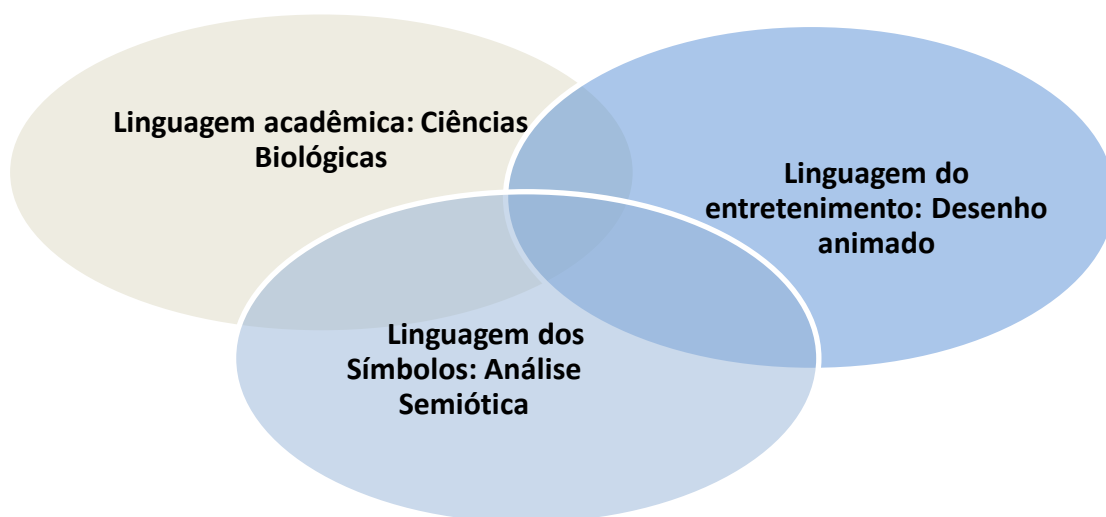 Linguagem acadêmica: Ciências
Biológicas
Linguagem do
entretenimento: Desenho
animado
Linguagem dos
Símbolos: Análise
Semiótica